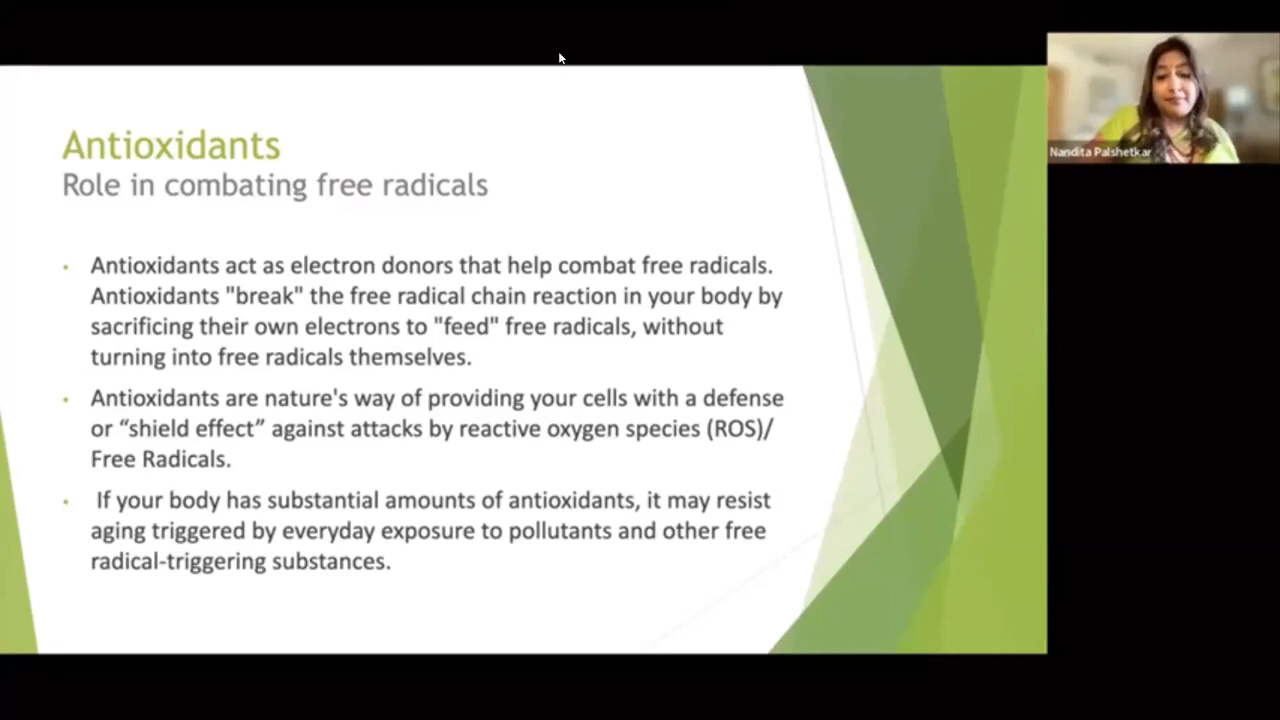 Antioxidants
Role in combating free radicals
• Antioxidants act as electron donors that help combat free radicals.
Antioxidants "break" the free radical chain reaction in your body by
sacrificing their own electrons to "feed" free radicals, without
turning into free radicals themselves.
• Antioxidants are nature's way of providing your cells with a defense
or “shield effect” against attacks by reactive oxygen species (ROS)/
Free Radicals.
• If your body has substantial amounts of antioxidants, it may resist
aging triggered by everyday exposure to pollutants and other free
radical-triggering substances.
Nandita Palshetkar